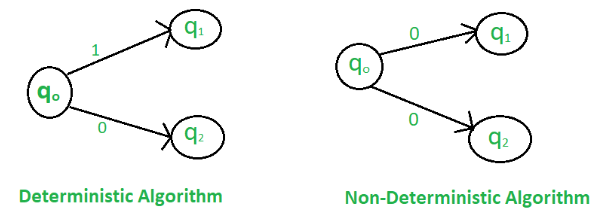 q₁
1
q₀
0
q₂
Deterministic Algorithm
q₁
0
q₀
0
q₂
Non-Deterministic Algorithm